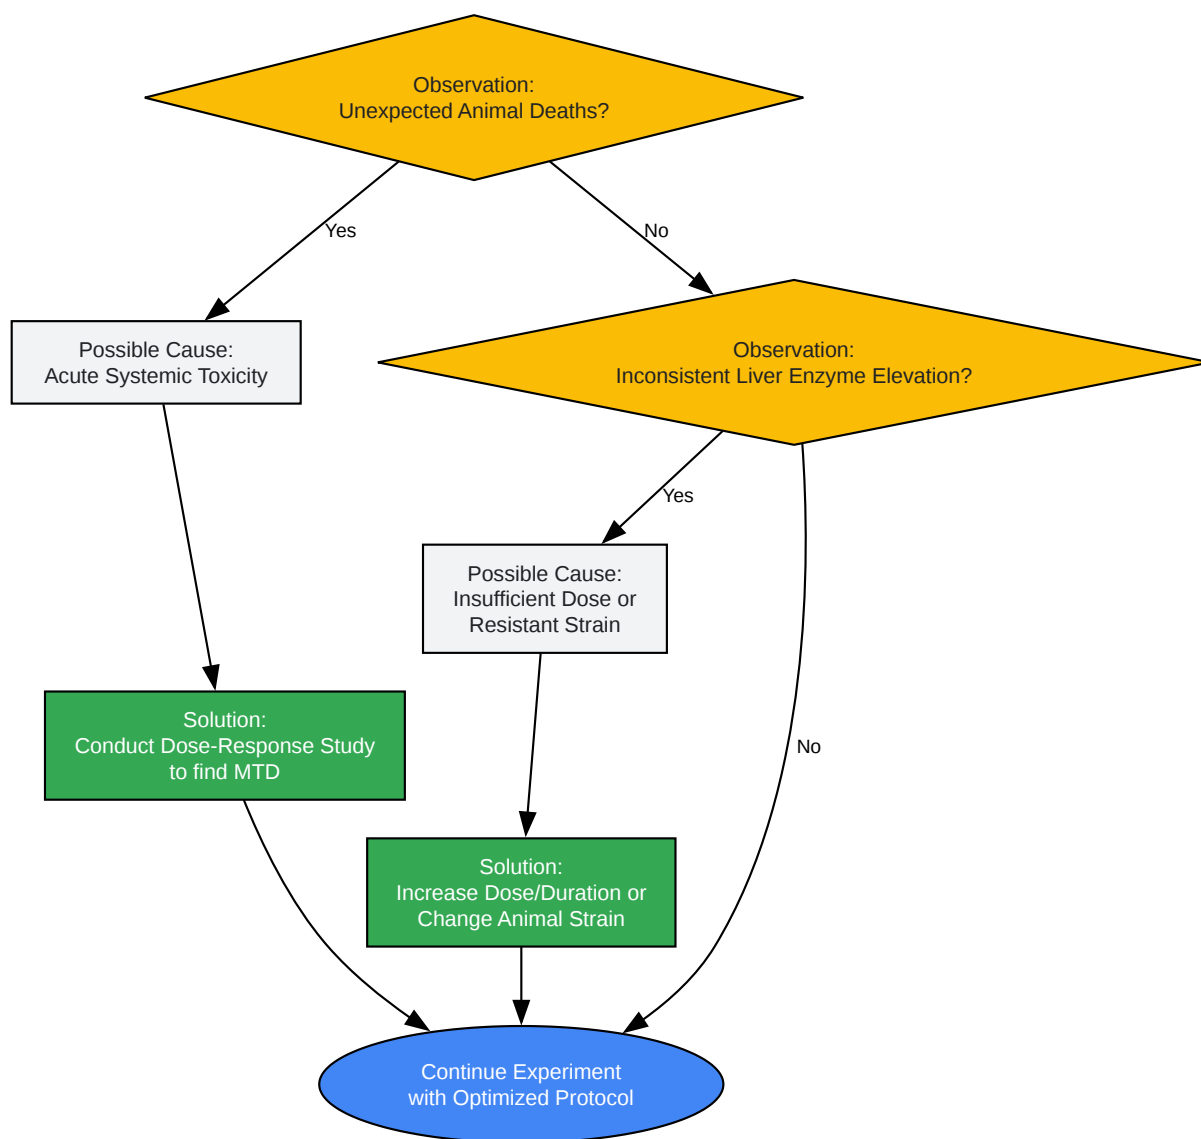 Observation:
Unexpected Animal Deaths?
Yes
No
Possible Cause:
Acute Systemic Toxicity
Observation:
Inconsistent Liver Enzyme Elevation?
Yes
Possible Cause:
Insufficient Dose or
Resistant Strain
Solution:
Conduct Dose-Response Study
to find MTD
No
Solution:
Increase Dose/Duration or
Change Animal Strain
Continue Experiment
with Optimized Protocol